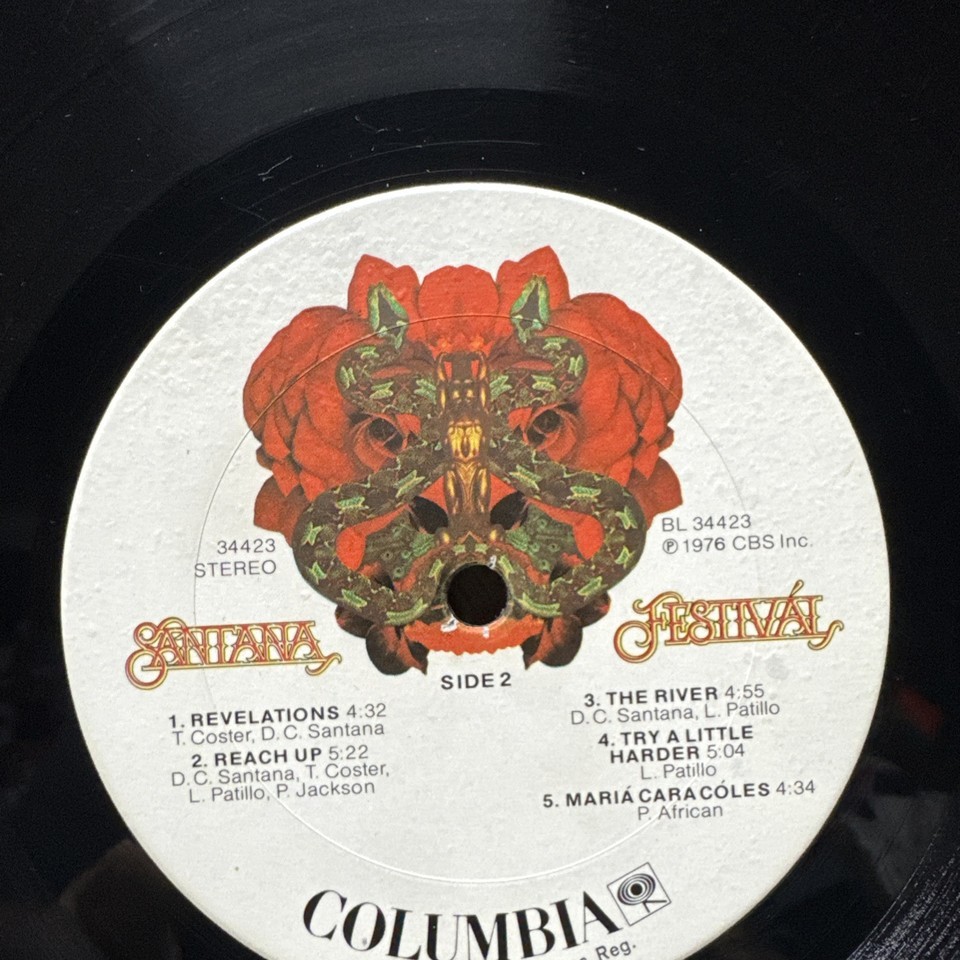 34423
STEREO
BL 34423
℗ 1976 CBS Inc.
SANTANA
FESTIVÁL
SIDE 2
1. REVELATIONS 4:32
T. Coster, D.C. Santana
2. REACH UP 5:22
D.C. Santana, T. Coster,
L. Patillo, P. Jackson
3. THE RIVER 4:55
D.C. Santana, L. Patillo
4. TRY A LITTLE
HARDER 5:04
L. Patillo
5. MARIÁ CARACÓLES 4:34
P. African
COLUMBIA
Reg.